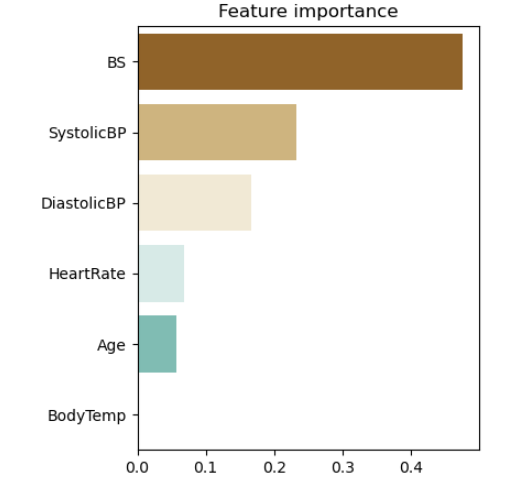 Feature importance
BS
SystolicBP
DiastolicBP
HeartRate
Age
BodyTemp
0.0 0.1 0.2 0.3 0.4